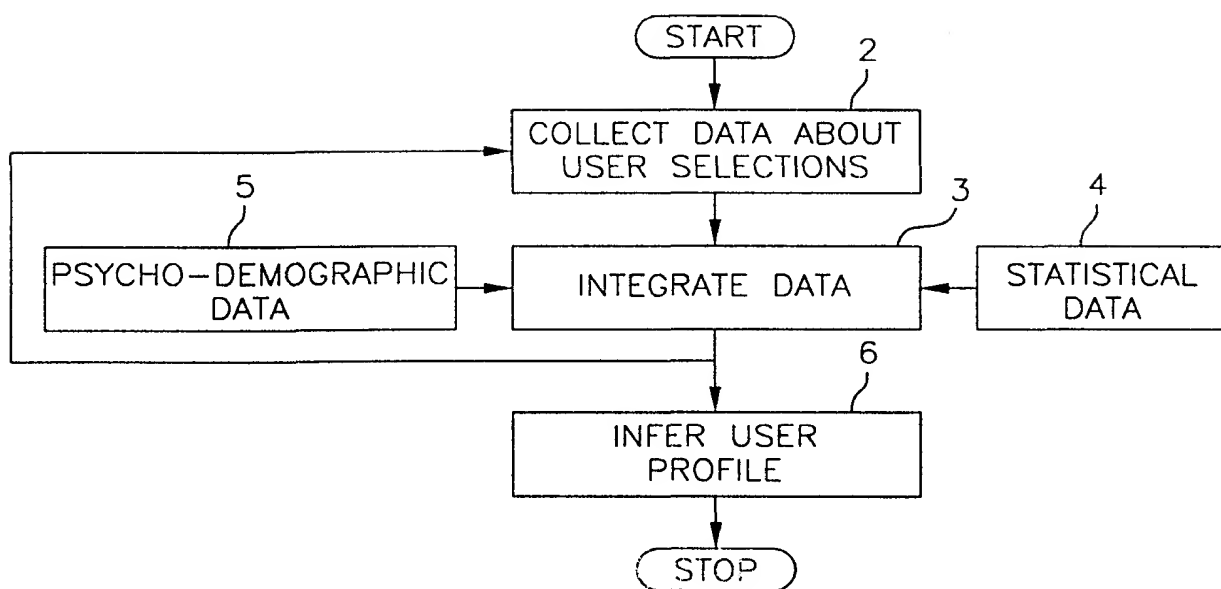 START
2
COLLECT DATA ABOUT
USER SELECTIONS
5
3
4
PSYCHO-DEMOGRAPHIC
DATA
INTEGRATE DATA
STATISTICAL
DATA
6
INFER USER
PROFILE
STOP